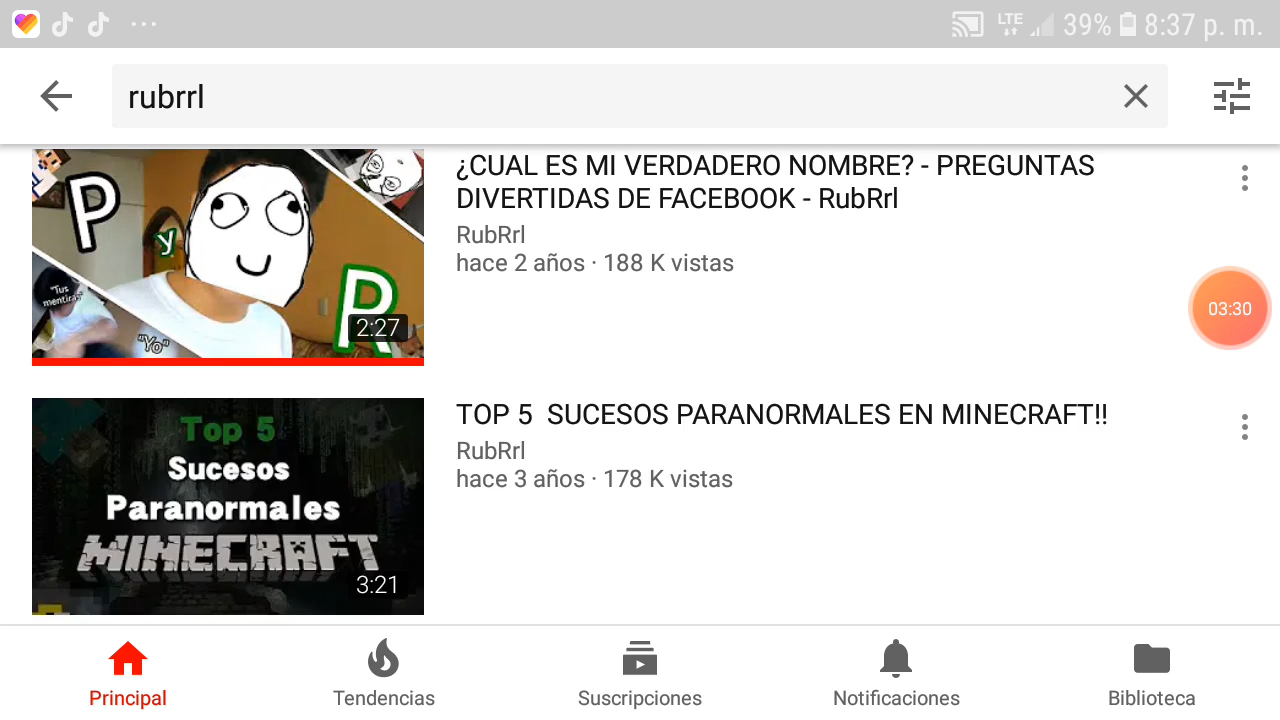 LTE 39% 8:37 p. m.
rubrrl
P
y
R
"Tus
mentiras"
"Yo"
2:27
¿CUAL ES MI VERDADERO NOMBRE? - PREGUNTAS
DIVERTIDAS DE FACEBOOK - RubRrl
RubRrl
hace 2 años · 188 K vistas
03:30
Top 5
Sucesos
Paranormales
MINECRAFT
3:21
TOP 5 SUCESOS PARANORMALES EN MINECRAFT!!
RubRrl
hace 3 años · 178 K vistas
Principal
Tendencias
Suscripciones
Notificaciones
Biblioteca